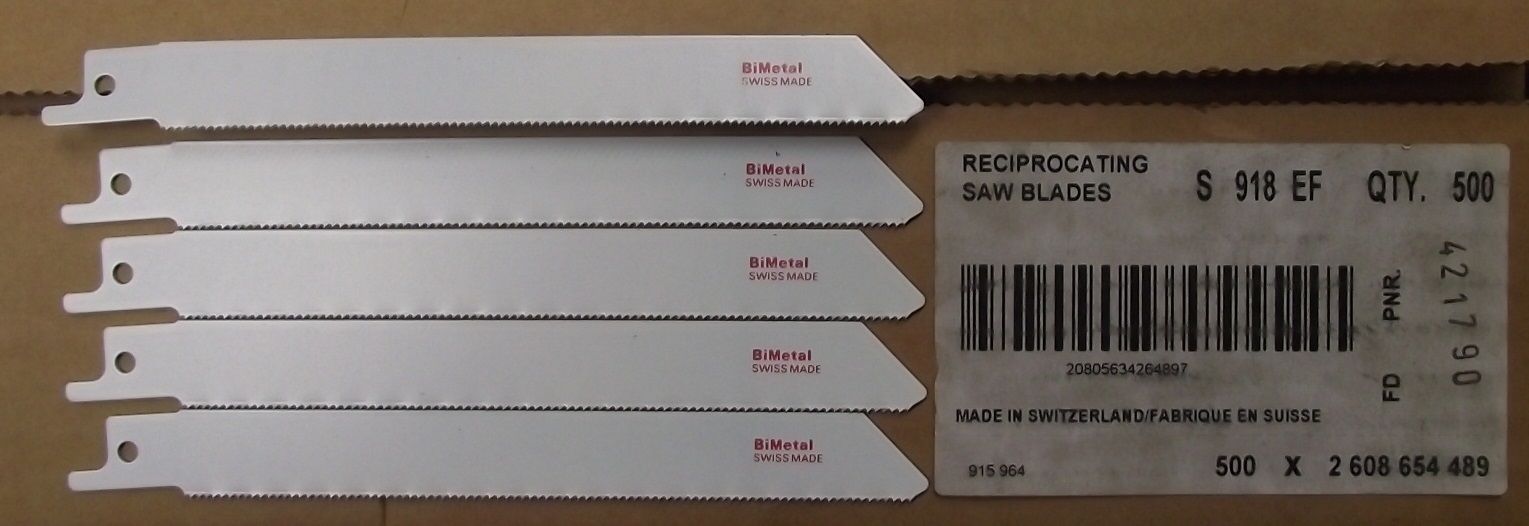 BiMetal
SWISS MADE
BiMetal
SWISS MADE
BiMetal
SWISS MADE
BiMetal
SWISS MADE
BiMetal
SWISS MADE
RECIPROCATING
SAW BLADES
S 918 EF QTY. 500
20805634264897
FD PNR.
421790
MADE IN SWITZERLAND/FABRIQUE EN SUISSE
915 964
500 X 2 608 654 489